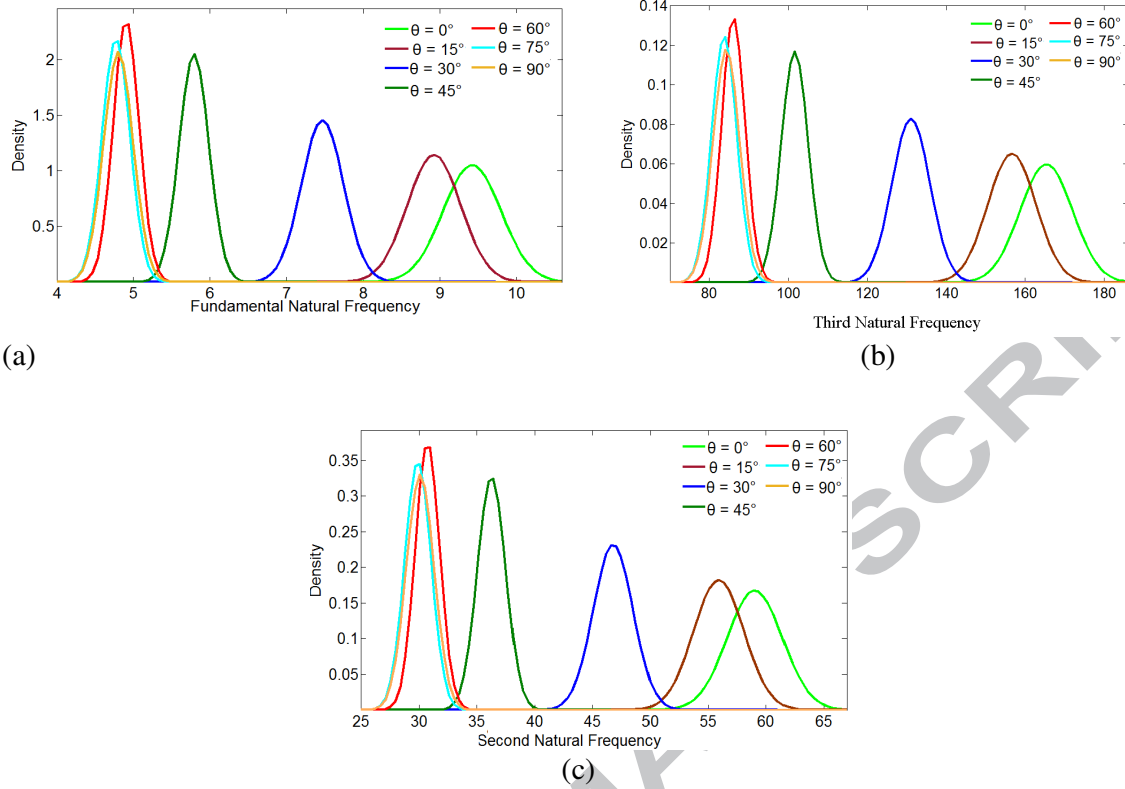 2
1.5
1
0.5
Density
4 5 6 7 8 9 10
Fundamental Natural Frequency
θ = 0°
θ = 15°
θ = 30°
θ = 45°
θ = 60°
θ = 75°
θ = 90°
(a)
0.14
0.12
0.10
0.08
0.06
0.04
0.02
Density
80 100 120 140 160 180
Third Natural Frequency
θ = 0°
θ = 15°
θ = 30°
θ = 45°
θ = 60°
θ = 75°
θ = 90°
(b)
0.35
0.3
0.25
0.2
0.15
0.1
0.05
Density
25 30 35 40 45 50 55 60 65
Second Natural Frequency
θ = 0°
θ = 15°
θ = 30°
θ = 45°
θ = 60°
θ = 75°
θ = 90°
(c)